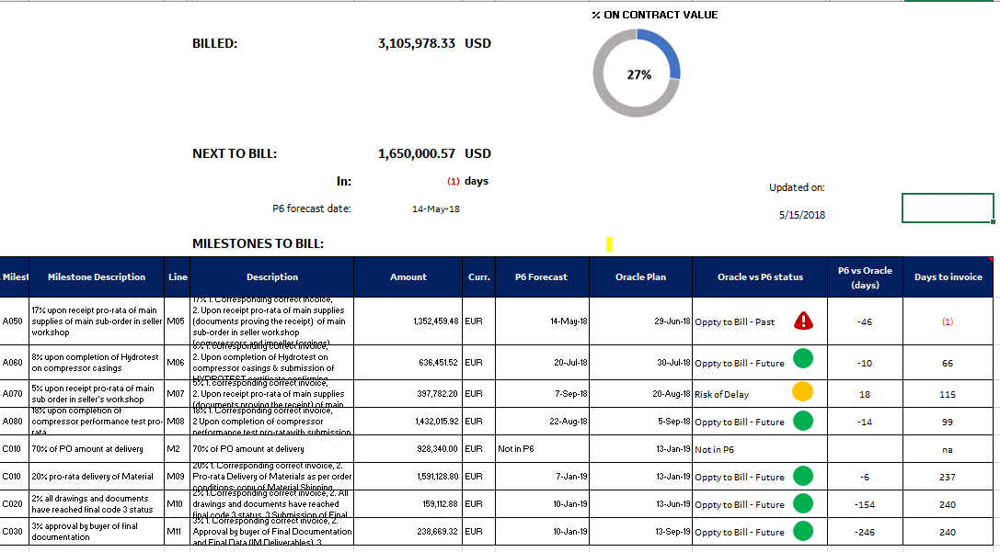 % ON CONTRACT VALUE
BILLED: 3,105,978.33 USD
27%
NEXT TO BILL: 1,650,000.57 USD
In: (1) days
Updated on:
P6 forecast date: 14-May-18
5/15/2018
MILESTONES TO BILL:
Milest Milestone Description Line Description Amount Curr. P6 Forecast Oracle Plan Oracle vs P6 status P6 vs Oracle (days) Days to invoice
A050
17% upon receipt pro-rata of main
supplies of main sub-order in seller
workshop
M05
17% 1. Corresponding correct incoice,
2. Upon receipt pro-rata of main supplies
(documents proving the receipt) of main
sub-order in seller workshop
(compressors and impeller forgings)
1,352,459.48 EUR 14-May-18 29-Jun-18 Oppty to Bill - Past -46 (1)
A060
8% upon completion of Hydrotest
on compressor casings
M06
8% 1. corresponding correct invoice,
2. Upon completion of Hydrotest on
compressor casings & submission of
HYDROTEST certificate confirming
636,451.52 EUR 20-Jul-18 30-Jul-18 Oppty to Bill - Future -10 66
A070
5% upon receipt pro-rata of main
sub order in seller's workshop
M07
5% 1. corresponding correct invoice,
2. Upon receipt pro-rata of main supplies
(documents proving the receipt) of main
397,782.20 EUR 7-Sep-18 20-Aug-18 Risk of Delay 18 115
A080
18% upon completion of
compressor performance test pro-
rata
M08
18% 1. Corresponding correct invoice,
2 Upon completion of compressor
performance test pro-ratawith submission
1,432,015.92 EUR 22-Aug-18 5-Sep-18 Oppty to Bill - Future -14 99
C010 70% of PO amount at delivery M2 70% of PO amount at delivery 928,340.00 EUR Not in P6 13-Jan-19 Not in P6 na
C010 20% pro-rata delivery of Material M09
20% 1. Corresponding correct invoice, 2.
Pro-rata Delivery of Materials as per order
conditions: copy of Material Shipping
1,591,128.80 EUR 7-Jan-19 13-Jan-19 Oppty to Bill - Future -6 237
C020
2% all drawings and documents
have reached final code 3 status
M10
2% 1.Corresponding correct invoice, 2. All
drawings and documents have reached
final code 3 status, 3.Submission of Final
159,112.88 EUR 10-Jan-19 13-Jun-19 Oppty to Bill - Future -154 240
C030
3% approval by buyer of final
documentation
M11
3% 1. Corresponding correct invoice, 2.
Approval by buyer of Final Documentation
and Final Data (IM Deliverables), 3.
238,669.32 EUR 10-Jan-19 13-Sep-19 Oppty to Bill - Future -246 240